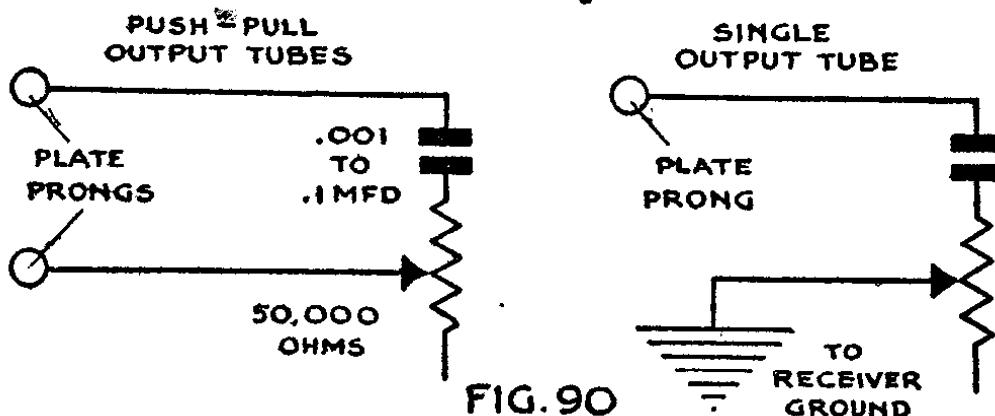 PUSH-PULL
OUTPUT TUBES
PLATE
PRONGS
.001
TO
.1 MFD
50,000
OHMS
SINGLE
OUTPUT TUBE
PLATE
PRONG
TO
RECEIVER
GROUND
FIG. 90